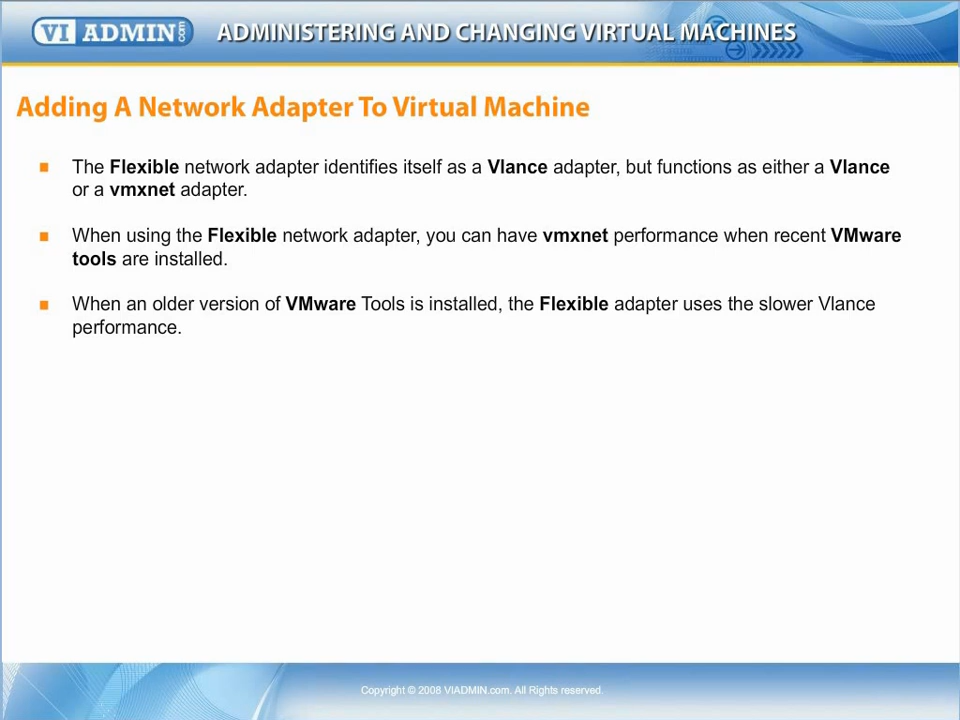 VI ADMIN.com ADMINISTERING AND CHANGING VIRTUAL MACHINES
Adding A Network Adapter To Virtual Machine
The Flexible network adapter identifies itself as a Vlance adapter, but functions as either a Vlance
or a vmxnet adapter.
When using the Flexible network adapter, you can have vmxnet performance when recent VMware
tools are installed.
When an older version of VMware Tools is installed, the Flexible adapter uses the slower Vlance
performance.
Copyright © 2008 VIADMIN.com. All Rights reserved.